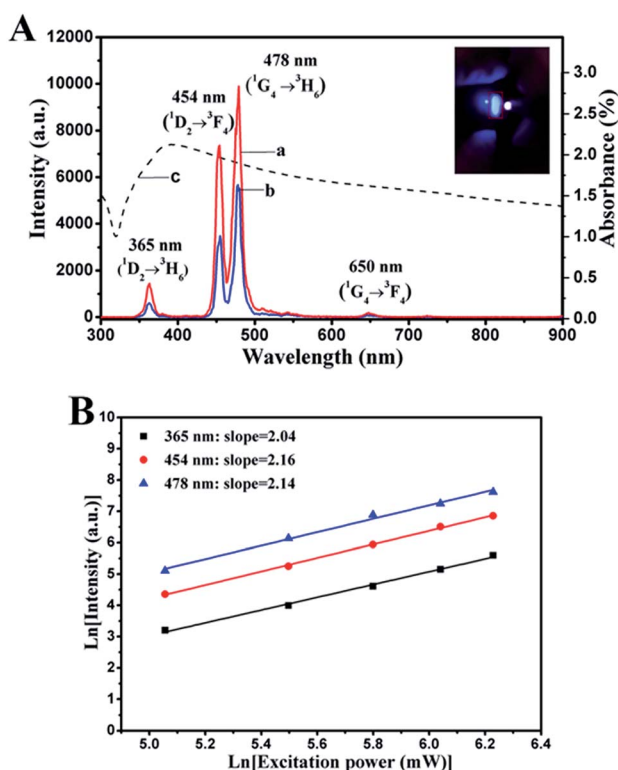 A
12000
10000
8000
6000
4000
2000
0
Intensity (a.u.)
3.0
2.5
2.0
1.5
1.0
0.5
0.0
Absorbance (%)
478 nm
(¹G₄→³H₆)
454 nm
(¹D₂→³F₄)
a
c
b
365 nm
(¹D₂→³H₆)
650 nm
(¹G₄→³F₄)
300 400 500 600 700 800 900
Wavelength (nm)
B
10
9
8
7
6
5
4
3
2
1
0
Ln[Intensity (a.u.)]
365 nm: slope=2.04
454 nm: slope=2.16
478 nm: slope=2.14
5.0 5.2 5.4 5.6 5.8 6.0 6.2 6.4
Ln[Excitation power (mW)]